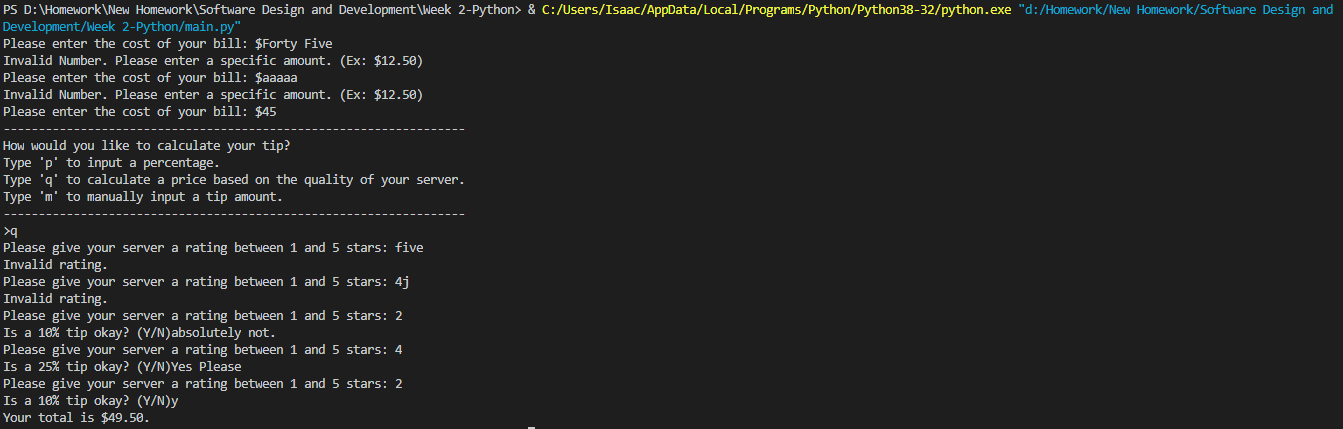 PS D:\Homework\New Homework\Software Design and Development\Week 2-Python> & C:/Users/Isaac/AppData/Local/Programs/Python/Python38-32/python.exe "d:/Homework/New Homework/Software Design and
Development/Week 2-Python/main.py"
Please enter the cost of your bill: $Forty Five
Invalid Number. Please enter a specific amount. (Ex: $12.50)
Please enter the cost of your bill: $aaaaa
Invalid Number. Please enter a specific amount. (Ex: $12.50)
Please enter the cost of your bill: $45
------------------------------------------------------------------
How would you like to calculate your tip?
Type 'p' to input a percentage.
Type 'q' to calculate a price based on the quality of your server.
Type 'm' to manually input a tip amount.
------------------------------------------------------------------
>q
Please give your server a rating between 1 and 5 stars: five
Invalid rating.
Please give your server a rating between 1 and 5 stars: 4j
Invalid rating.
Please give your server a rating between 1 and 5 stars: 2
Is a 10% tip okay? (Y/N)absolutely not.
Please give your server a rating between 1 and 5 stars: 4
Is a 25% tip okay? (Y/N)Yes Please
Please give your server a rating between 1 and 5 stars: 2
Is a 10% tip okay? (Y/N)y
Your total is $49.50.